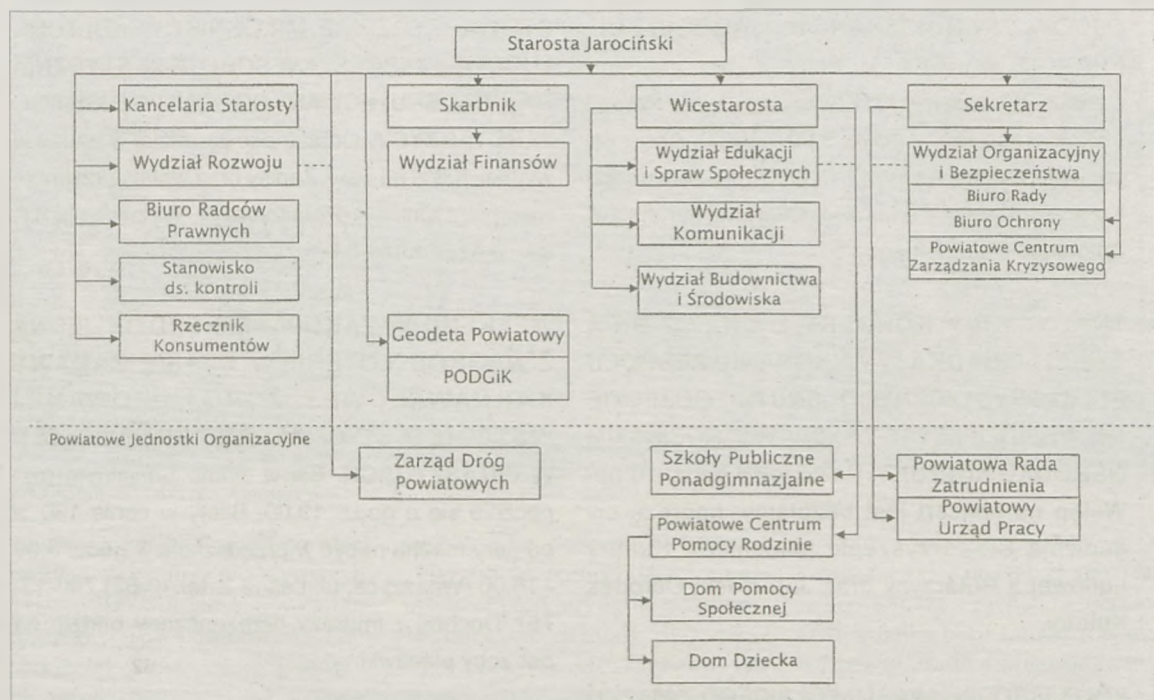 Starosta Jarociński
Kancelaria Starosty
Skarbnik
Wicestarosta
Sekretarz
Wydział Rozwoju
Wydział Finansów
Wydział Edukacji
i Spraw Społecznych
Wydział Organizacyjny
i Bezpieczeństwa
Biuro Rady
Biuro Ochrony
Powiatowe Centrum
Zarządzania Kryzysowego
Biuro Radców
Prawnych
Wydział
Komunikacji
Stanowisko
ds. kontroli
Wydział Budownictwa
i Środowiska
Rzecznik
Konsumentów
Geodeta Powiatowy
PODGiK
Powiatowe Jednostki Organizacyjne
Zarząd Dróg
Powiatowych
Szkoły Publiczne
Ponadgimnazjalne
Powiatowa Rada
Zatrudnienia
Powiatowy
Urząd Pracy
Powiatowe Centrum
Pomocy Rodzinie
Dom Pomocy
Społecznej
Dom Dziecka